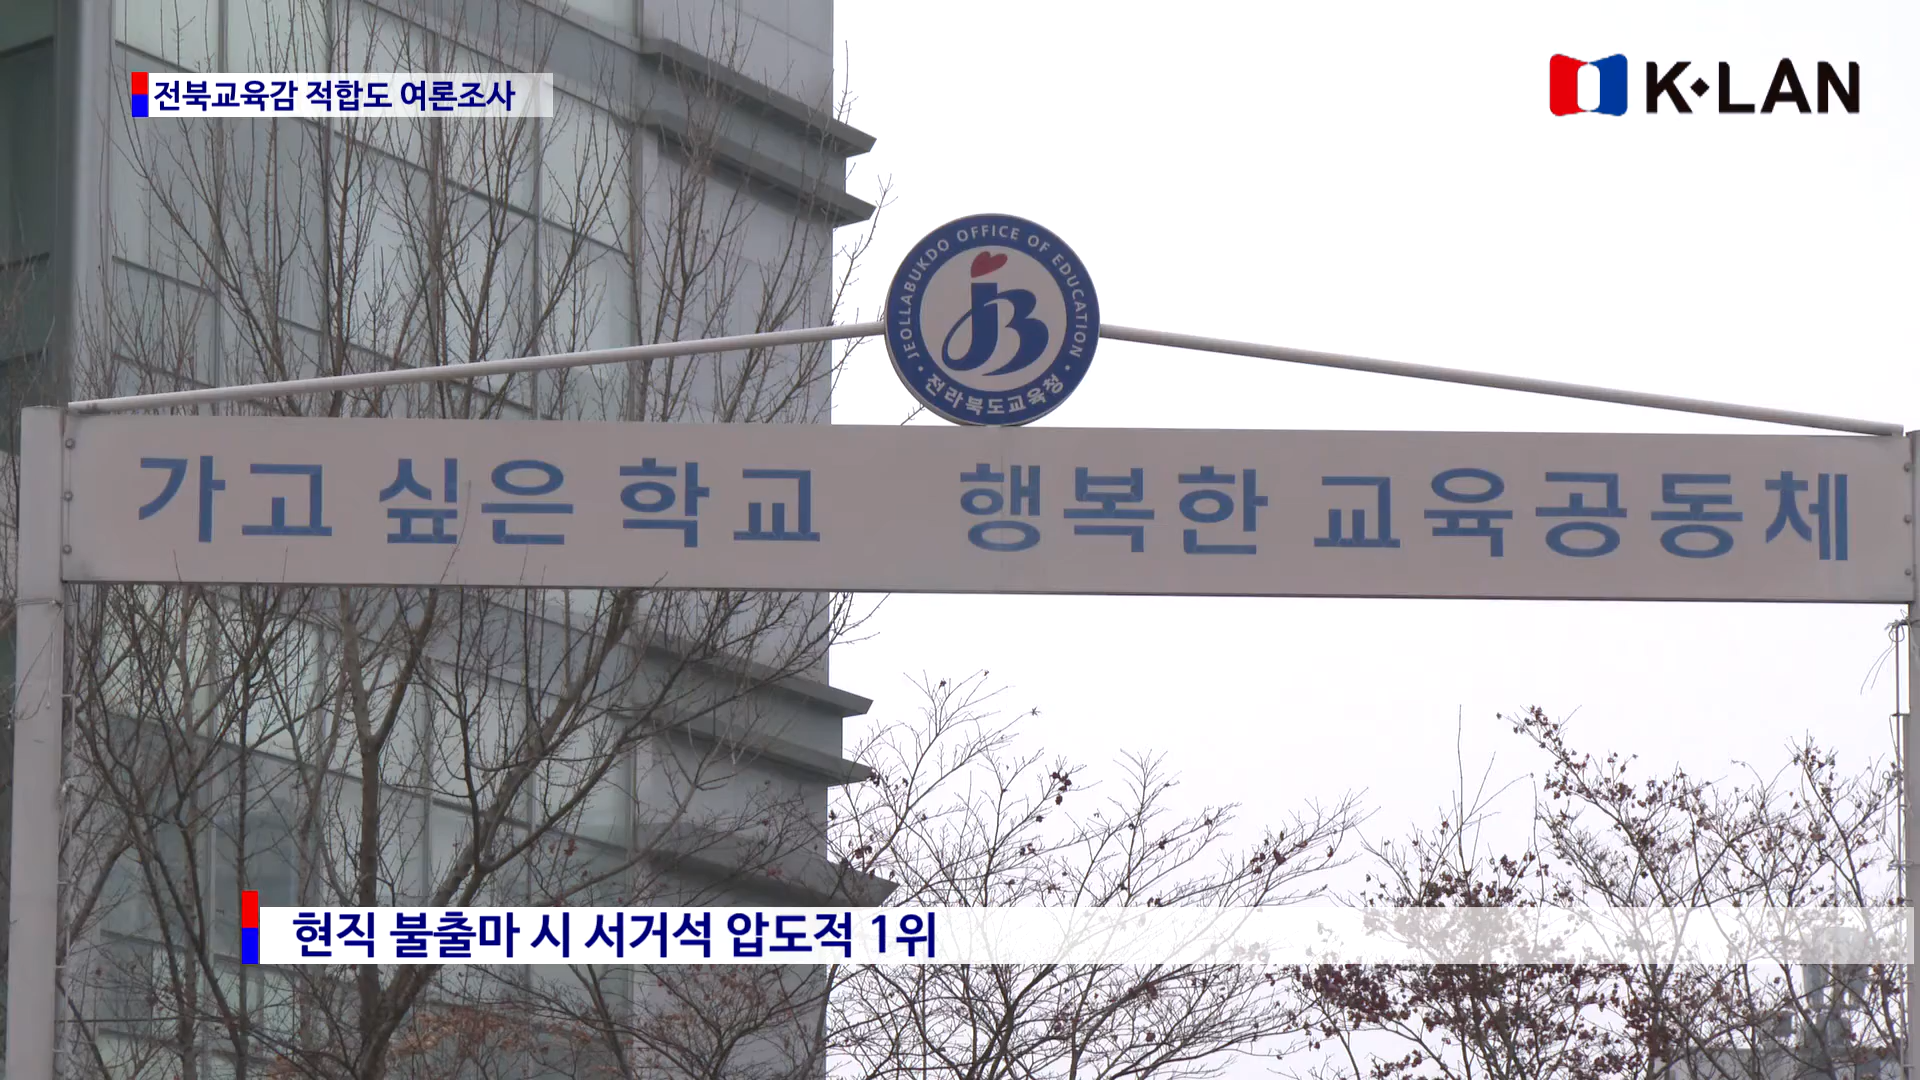 전북교육감 적합도 여론조사
K·LAN
JEOLLABUKDO OFFICE OF EDUCATION
JB
전라북도교육청
가고 싶은 학교 행복한 교육공동체
현직 불출마 시 서거석 압도적 1위